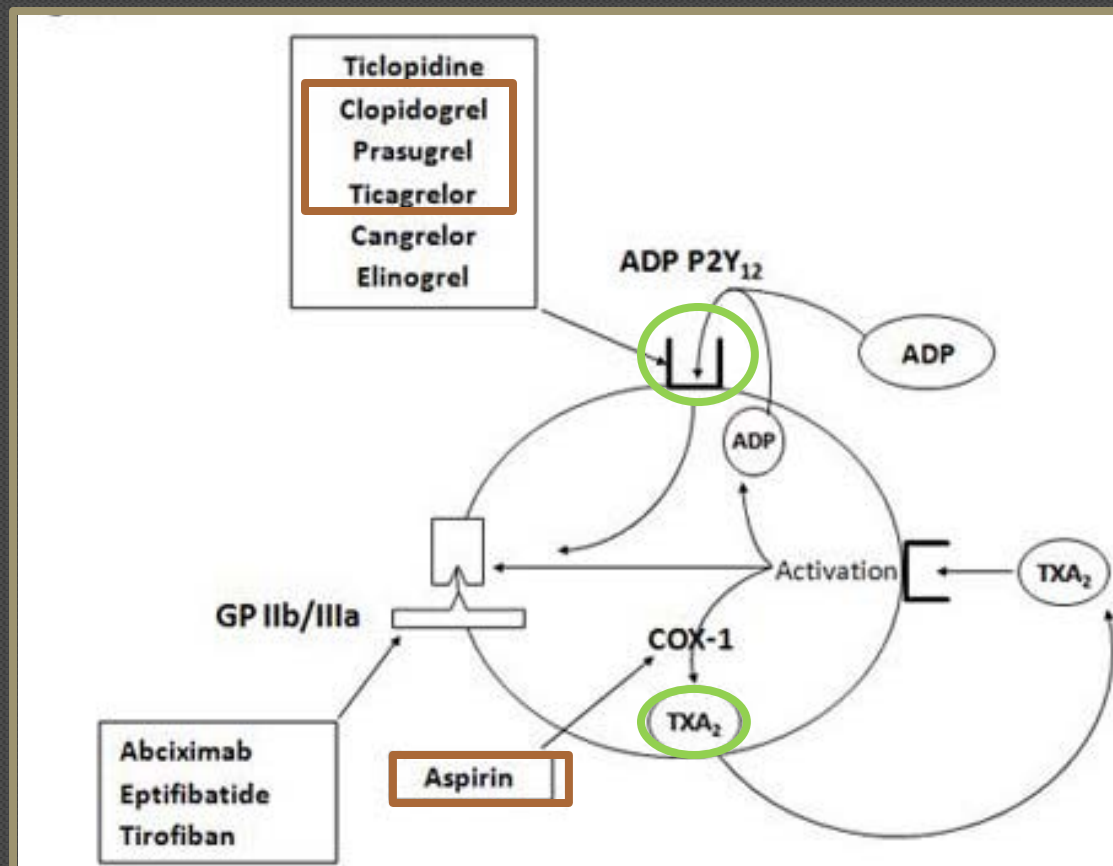 Ticlopidine
Clopidogrel
Prasugrel
Ticagrelor
Cangrelor
Elinogrel
ADP P2Y₁₂
ADP
ADP
Activation
TXA₂
GP IIb/IIIa
COX-1
TXA₂
Abciximab
Eptifibatide
Tirofiban
Aspirin